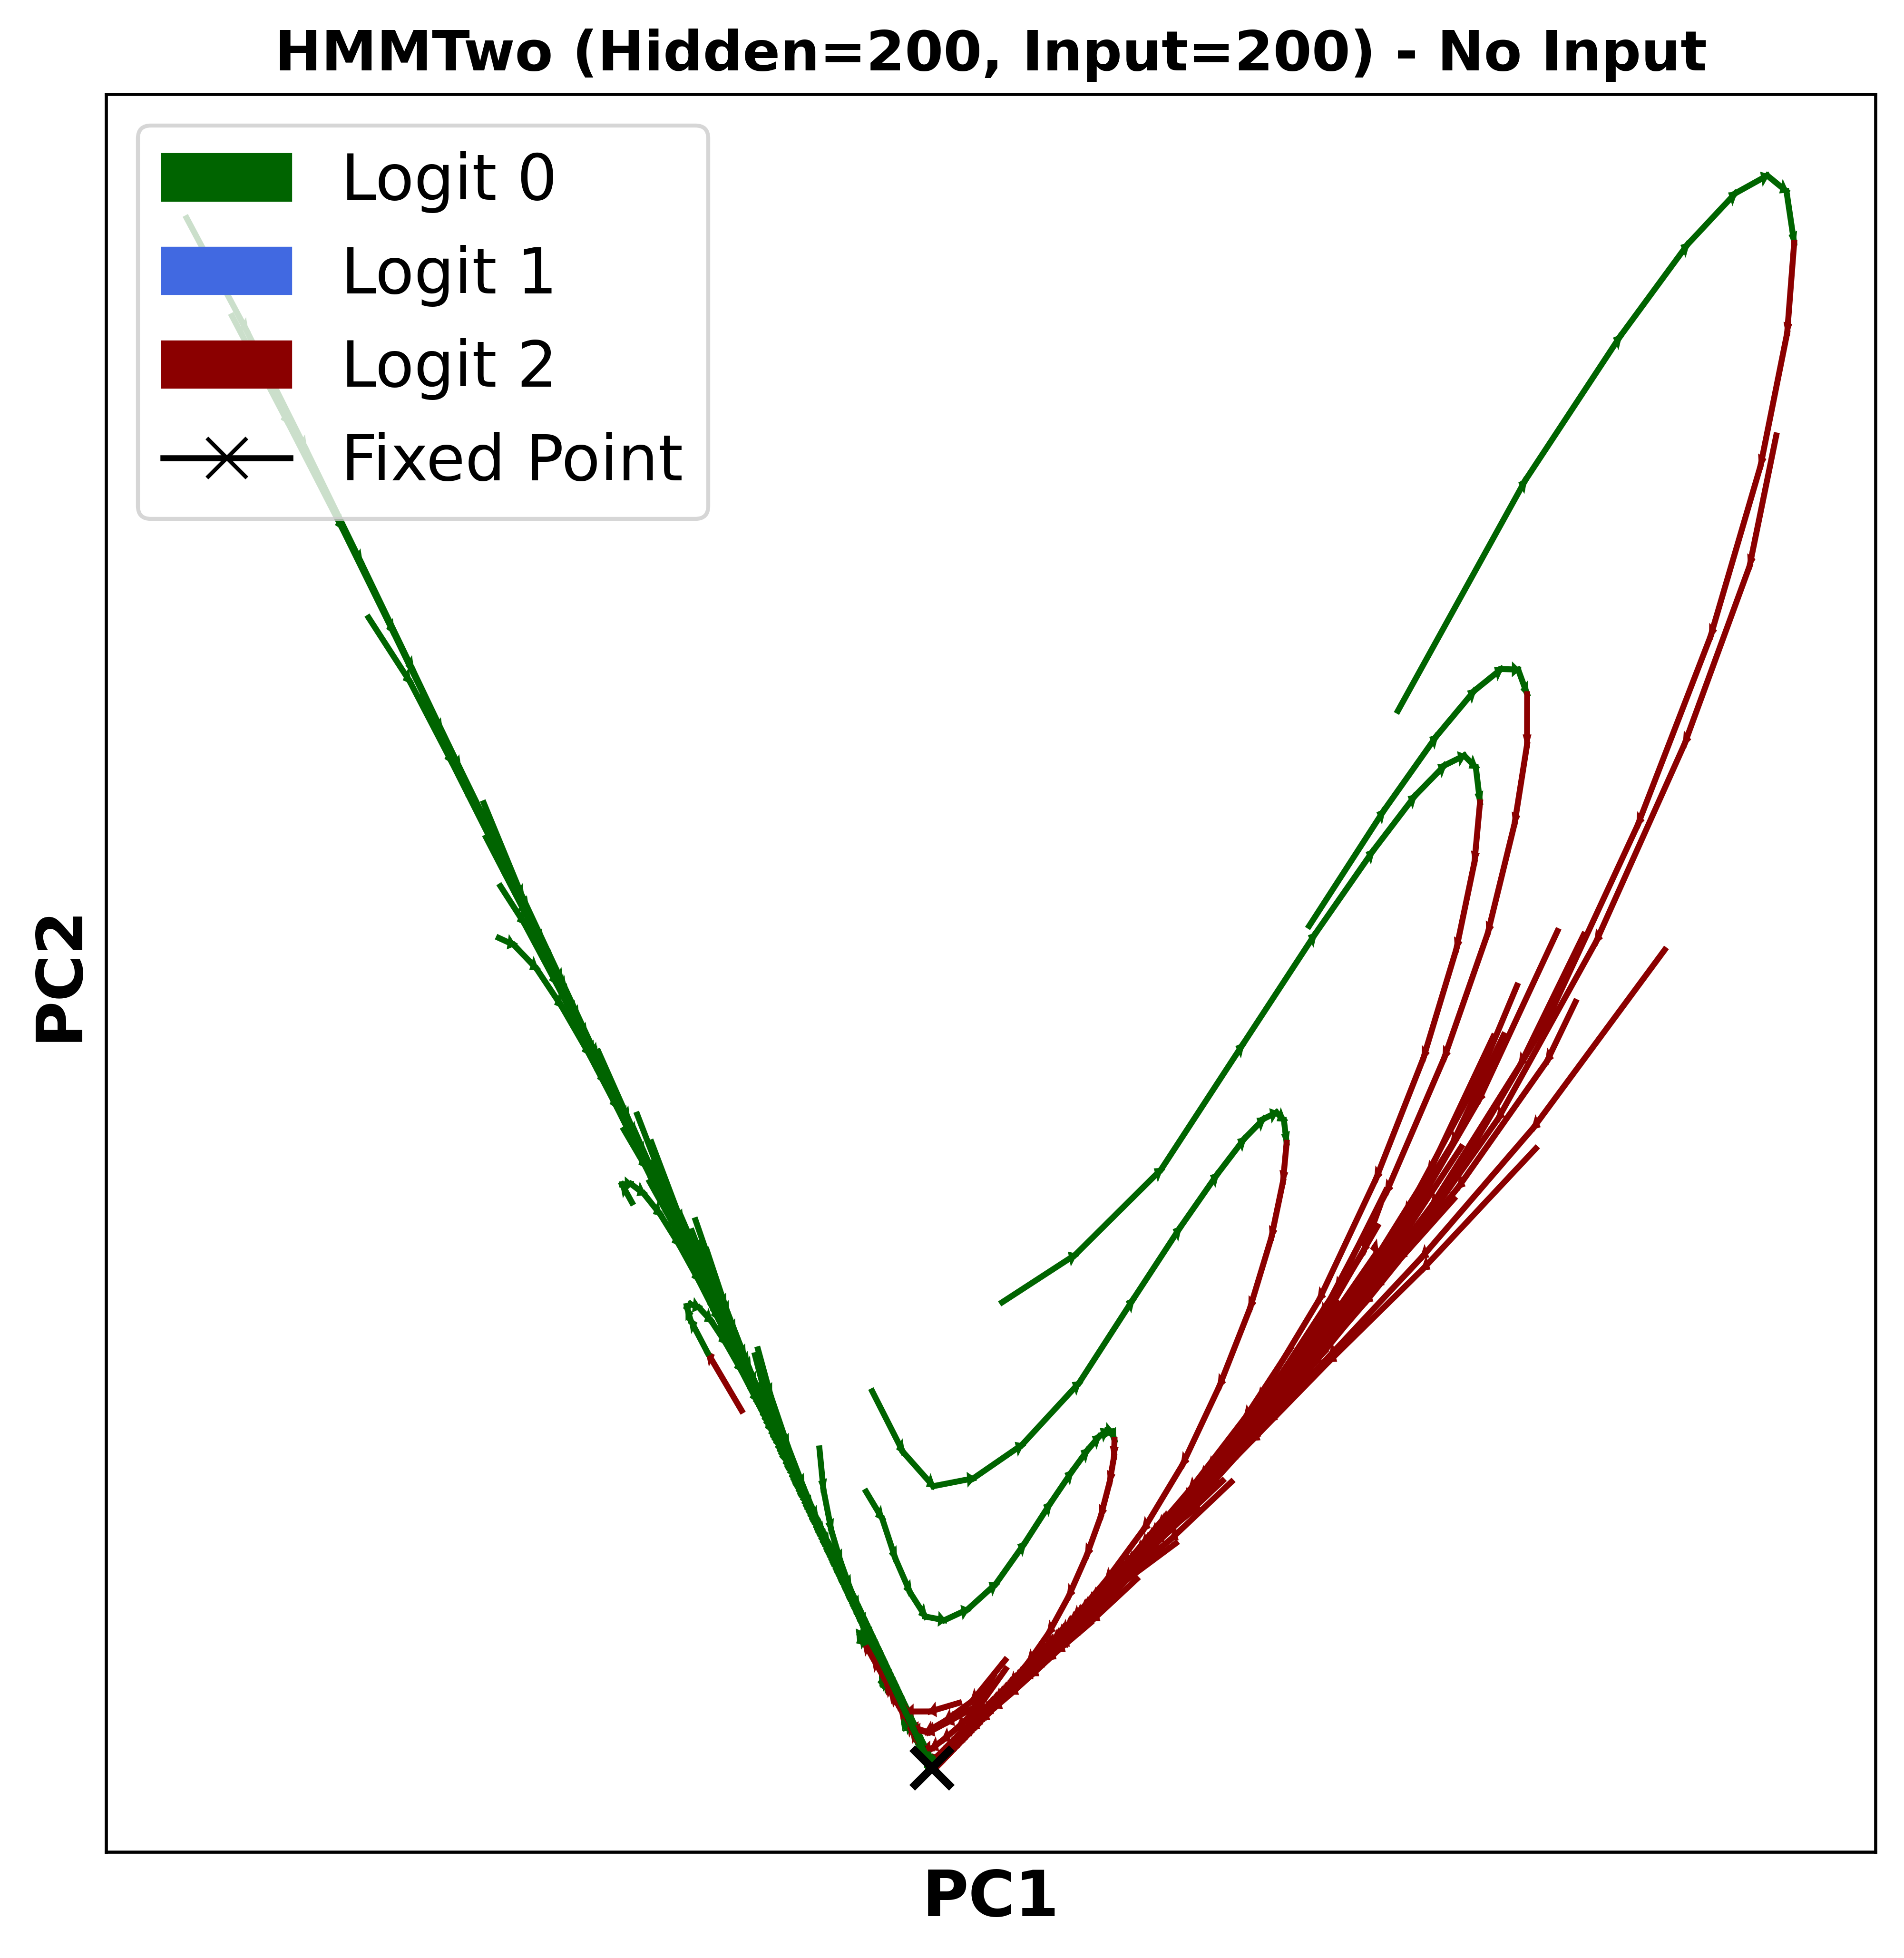 HMMTwo (Hidden=200, Input=200) - No Input
Logit 0
Logit 1
Logit 2
Fixed Point
PC2
PC1